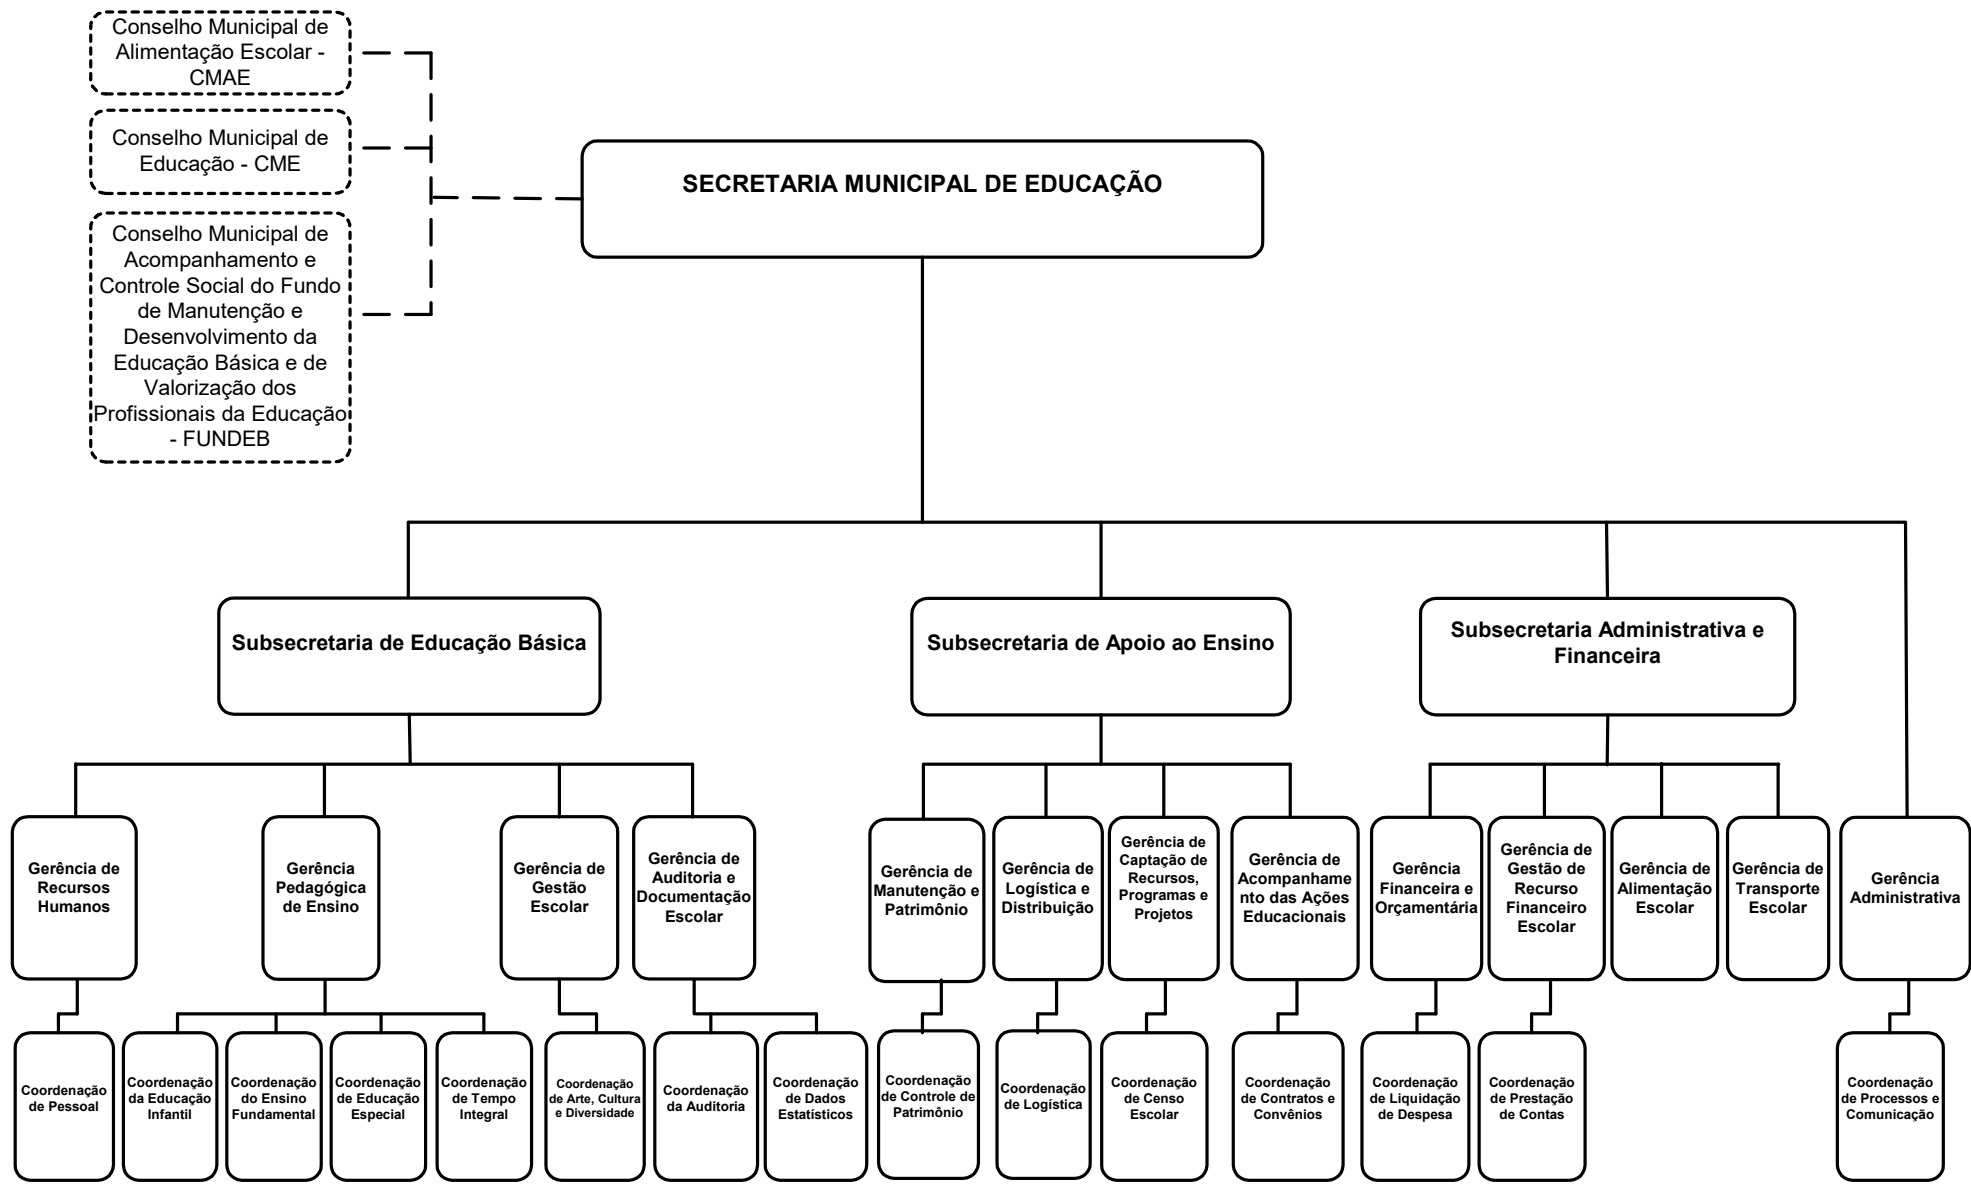 Conselho Municipal de
Alimentação Escolar -
CMAE
Conselho Municipal de
Educação - CME
Conselho Municipal de
Acompanhamento e
Controle Social do Fundo
de Manutenção e
Desenvolvimento da
Educação Básica e de
Valorização dos
Profissionais da Educação
- FUNDEB
SECRETARIA MUNICIPAL DE EDUCAÇÃO
Subsecretaria de Educação Básica
Subsecretaria de Apoio ao Ensino
Subsecretaria Administrativa e
Financeira
Gerência de
Recursos
Humanos
Gerência
Pedagógica
de Ensino
Gerência de
Gestão
Escolar
Gerência de
Auditoria e
Documentação
Escolar
Gerência de
Manutenção e
Patrimônio
Gerência de
Logística e
Distribuição
Gerência de
Captação de
Recursos,
Programas e
Projetos
Gerência de
Acompanhame
nto das Ações
Educacionais
Gerência
Financeira e
Orçamentária
Gerência de
Gestão de
Recurso
Financeiro
Escolar
Gerência de
Alimentação
Escolar
Gerência de
Transporte
Escolar
Gerência
Administrativa
Coordenação
de Pessoal
Coordenação
da Educação
Infantil
Coordenação
do Ensino
Fundamental
Coordenação
de Educação
Especial
Coordenação
de Tempo
Integral
Coordenação
de Arte, Cultura
e Diversidade
Coordenação
da Auditoria
Coordenação
de Dados
Estatísticos
Coordenação
de Controle de
Patrimônio
Coordenação
de Logística
Coordenação
de Censo
Escolar
Coordenação
de Contratos e
Convênios
Coordenação
de Liquidação
de Despesa
Coordenação
de Prestação
de Contas
Coordenação
de Processos e
Comunicação